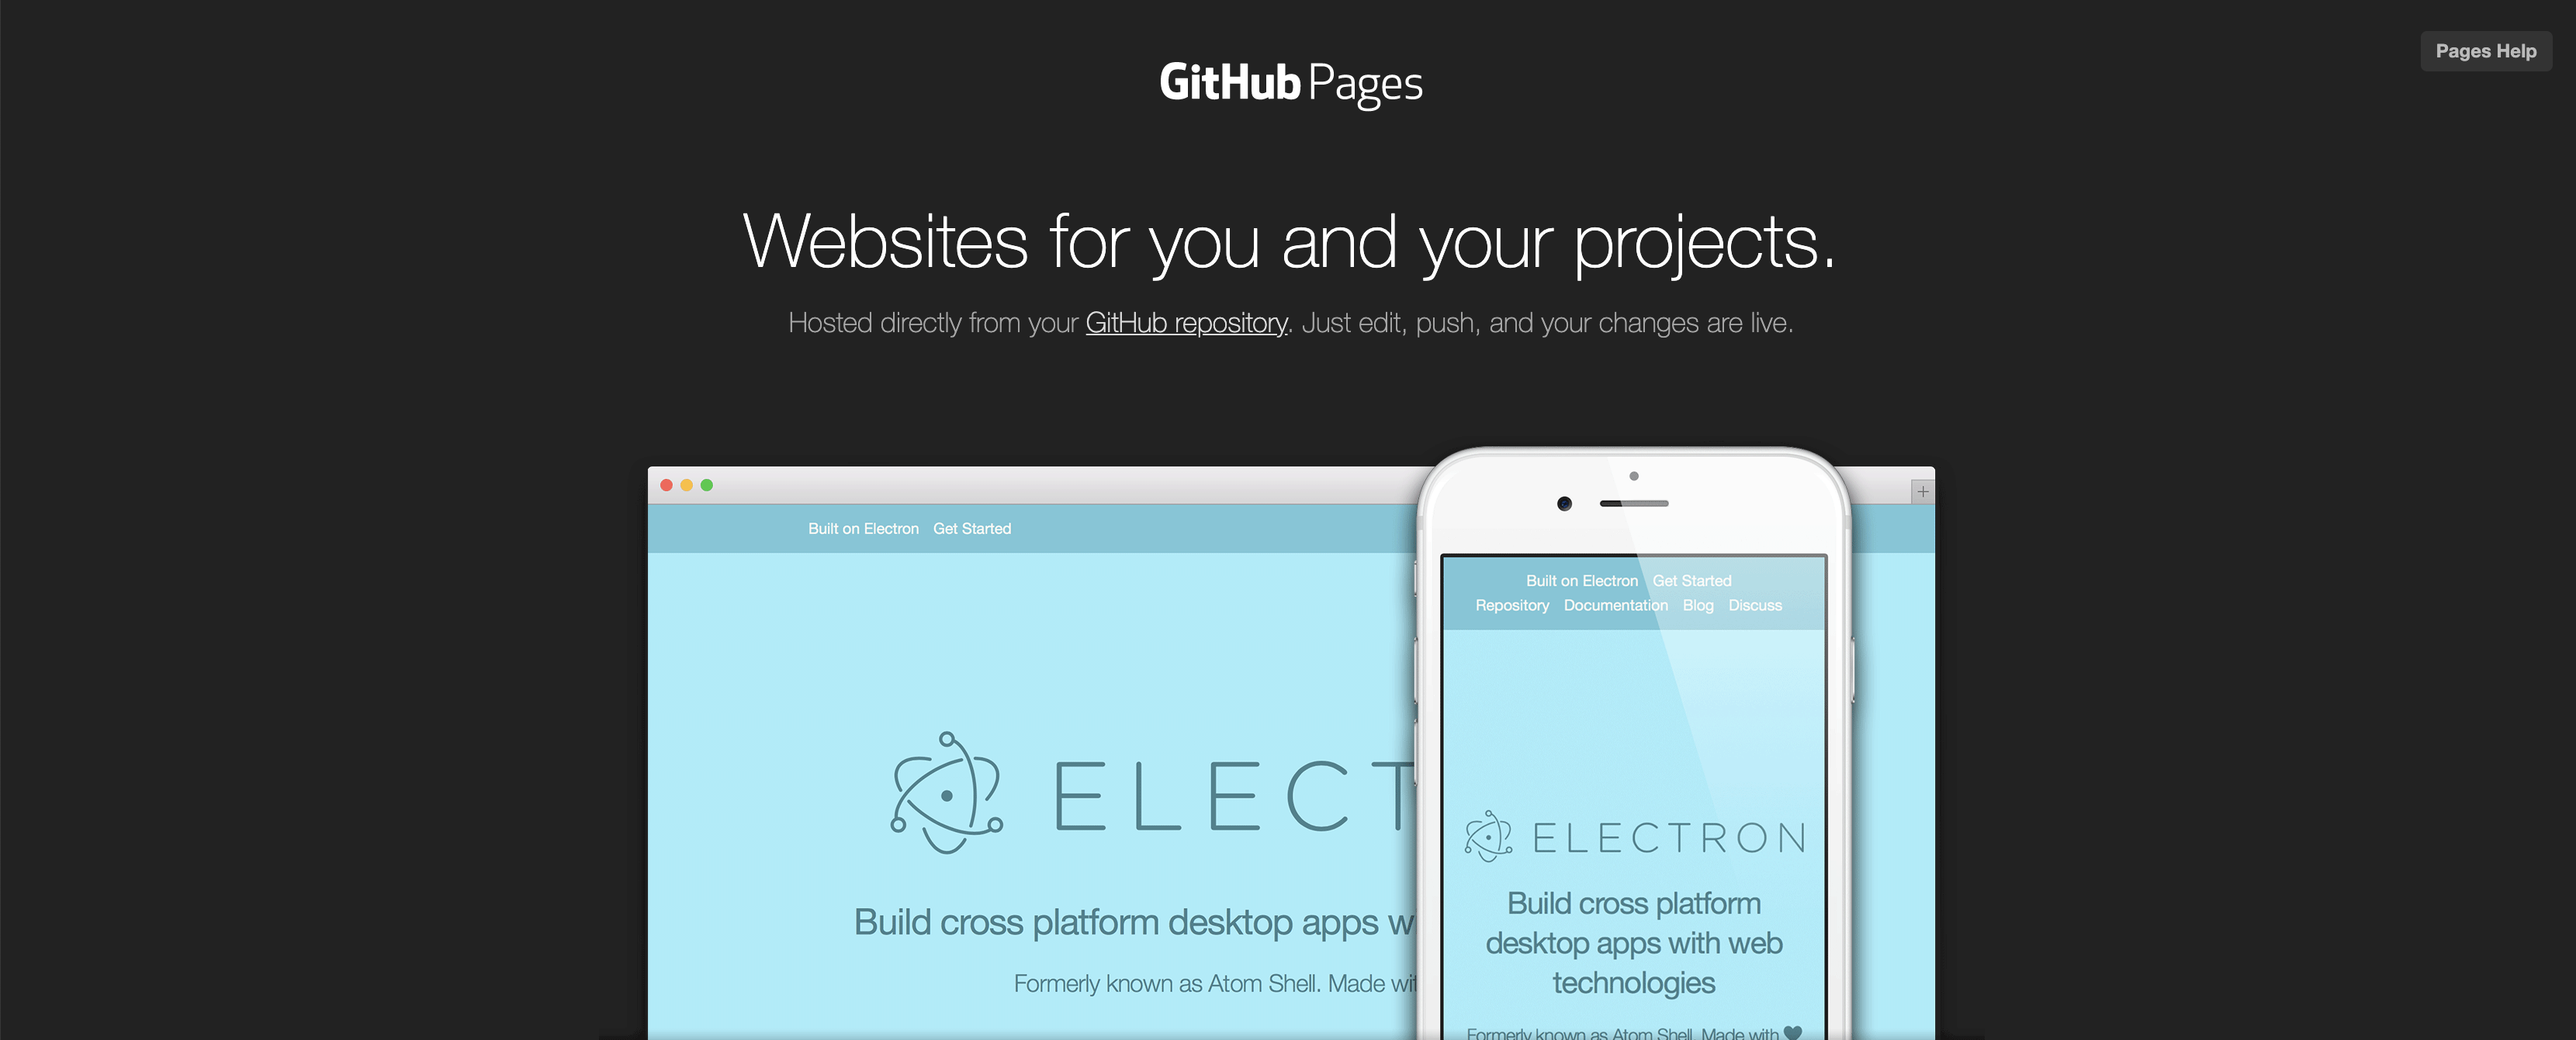 Pages Help
GitHub Pages
Websites for you and your projects.
Hosted directly from your GitHub repository. Just edit, push, and your changes are live.
Built on Electron Get Started
ELECT
Build cross platform desktop apps w
Formerly known as Atom Shell. Made wit
Built on Electron Get Started
Repository Documentation Blog Discuss
ELECTRON
Build cross platform
desktop apps with web
technologies
Formerly known as Atom Shell. Made with